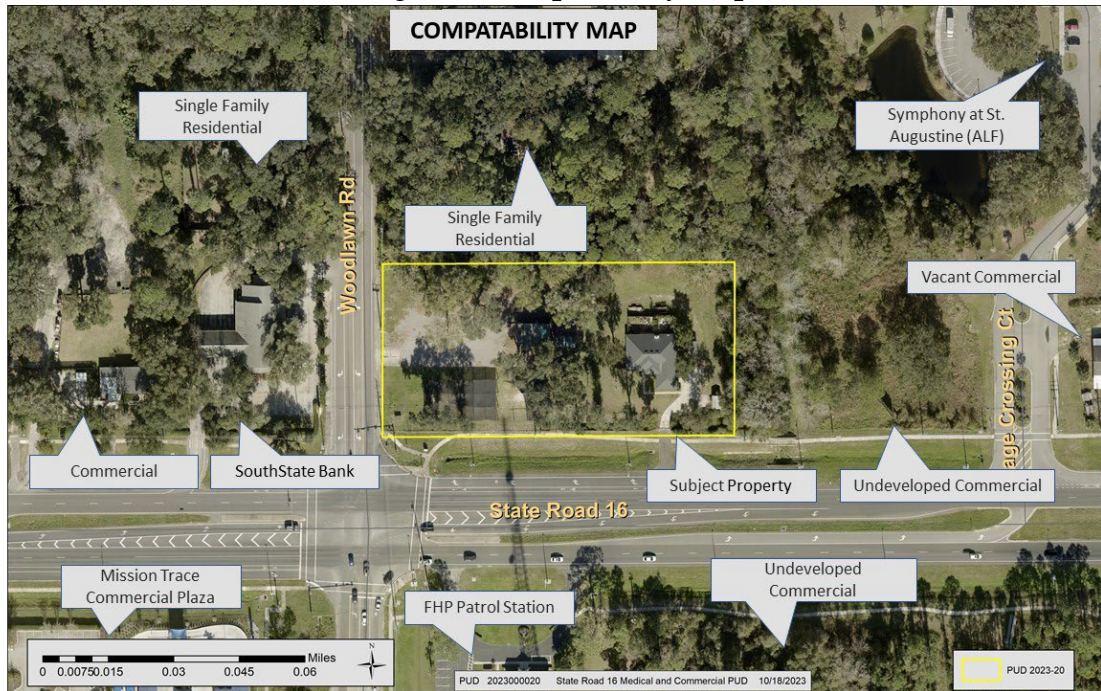 COMPATABILITY MAP
Single Family
Residential
Symphony at St.
Augustine (ALF)
Woodlawn Rd
Single Family
Residential
Vacant Commercial
age Crossing Ct
Commercial
SouthState Bank
Subject Property
Undeveloped Commercial
State Road 16
Mission Trace
Commercial Plaza
FHP Patrol Station
Undeveloped
Commercial
Miles
0 0.0075 0.015 0.03 0.045 0.06
N
PUD 2023000020 State Road 16 Medical and Commercial PUD 10/18/2023
PUD 2023-20